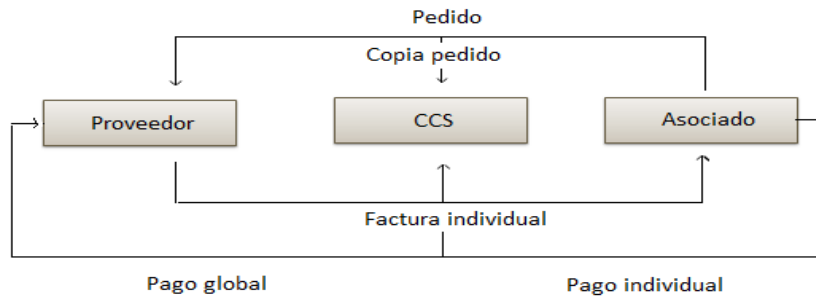 Pedido
Copia pedido
Proveedor
CCS
Asociado
Factura individual
Pago global
Pago individual